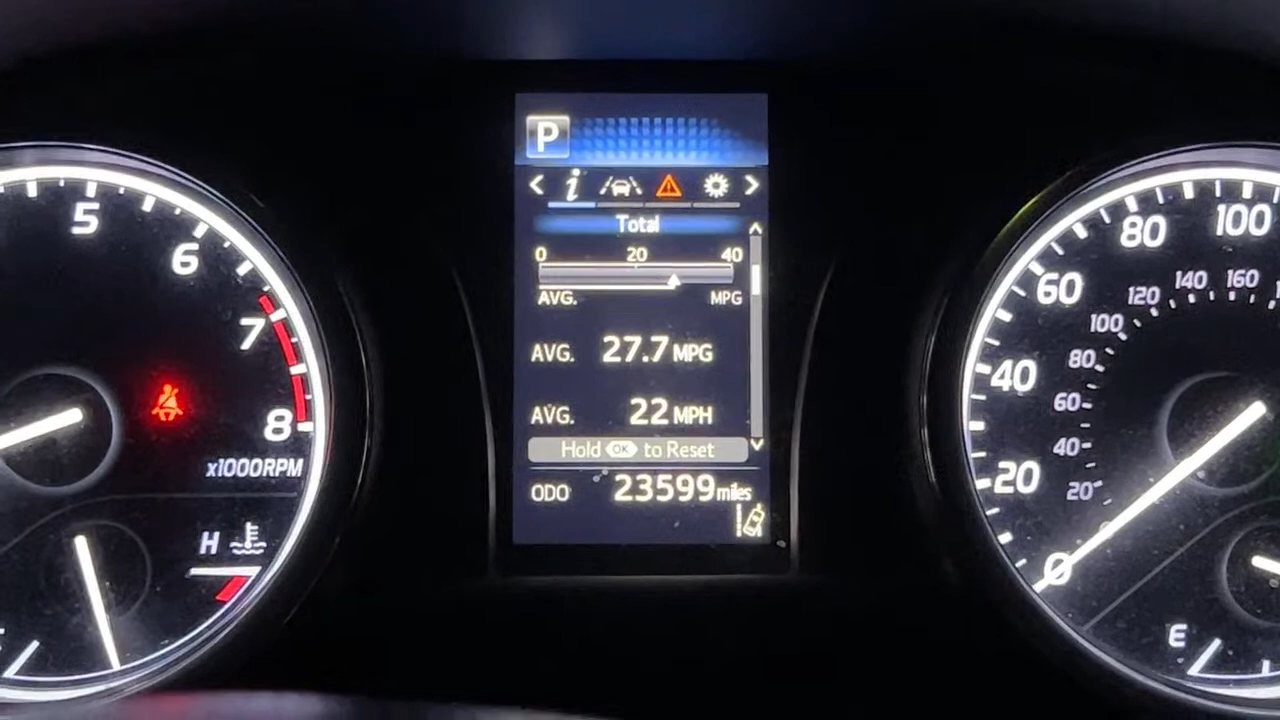 P
Total
0 20 40
AVG. MPG
AVG. 27.7 MPG
AVG. 22 MPH
Hold OK to Reset
ODO 23599 miles
5
6
7
8
x1000RPM
H
100
80
60
40
20
0
160
140
120
100
80
60
40
20
E